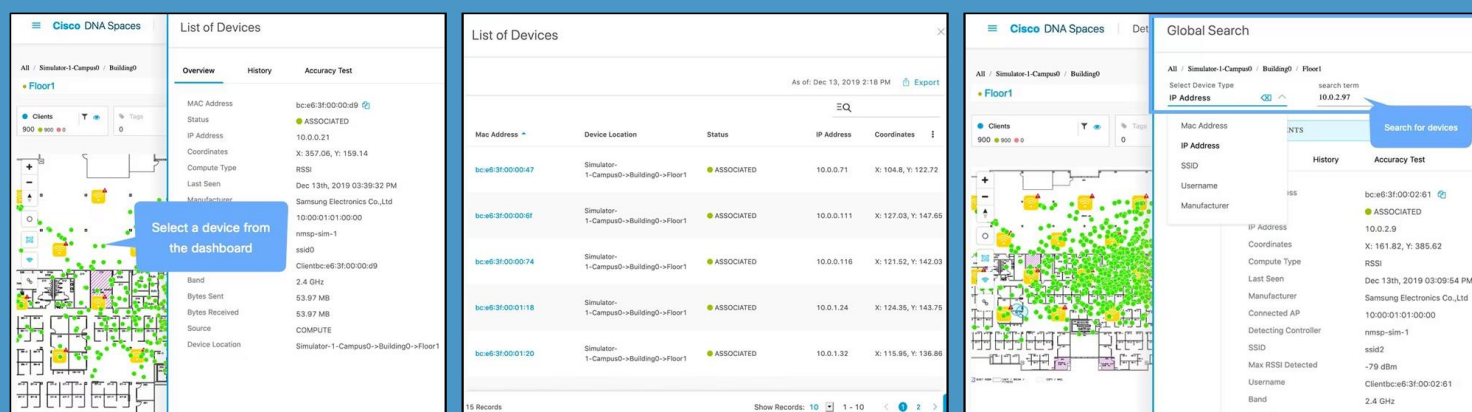 Cisco DNA Spaces
All / Simulator-1-Campus0 / Building0
Floor1
Clients
900 900 0
Tags
0
Select a device from
the dashboard
List of Devices
Overview History Accuracy Test
MAC Address bc:e6:3f:00:00:d9
Status ASSOCIATED
IP Address 10.0.0.21
Coordinates X: 357.06, Y: 159.14
Compute Type RSSI
Last Seen Dec 13th, 2019 03:39:32 PM
Manufacturer Samsung Electronics Co.,Ltd
10:00:01:01:00:00
nmsp-sim-1
ssid0
Clientbc:e6:3f:00:00:d9
Band 2.4 GHz
Bytes Sent 53.97 MB
Bytes Received 53.97 MB
Source COMPUTE
Device Location Simulator-1-Campus0->Building0->Floor1
List of Devices
As of: Dec 13, 2019 2:18 PM Export
Mac Address Device Location Status IP Address Coordinates
bc:e6:3f:00:00:47 Simulator-
1-Campus0->Building0->Floor1 ASSOCIATED 10.0.0.71 X: 104.8, Y: 122.72
bc:e6:3f:00:00:6f Simulator-
1-Campus0->Building0->Floor1 ASSOCIATED 10.0.0.111 X: 127.03, Y: 147.65
bc:e6:3f:00:00:74 Simulator-
1-Campus0->Building0->Floor1 ASSOCIATED 10.0.0.116 X: 121.52, Y: 142.03
bc:e6:3f:00:01:18 Simulator-
1-Campus0->Building0->Floor1 ASSOCIATED 10.0.1.24 X: 124.35, Y: 143.75
bc:e6:3f:00:01:20 Simulator-
1-Campus0->Building0->Floor1 ASSOCIATED 10.0.1.32 X: 115.95, Y: 136.86
15 Records Show Records: 10 1 - 10 1 2
Cisco DNA Spaces Det
All / Simulator-1-Campus0 / Building0
Floor1
Clients
900 900 0
Tags
0
Global Search
All / Simulator-1-Campus0 / Building0 / Floor1
Select Device Type search term
IP Address 10.0.2.97
Search for devices
Mac Address
IP Address
SSID
Username
Manufacturer
NTS
History Accuracy Test
ss bc:e6:3f:00:02:61
ASSOCIATED
IP Address 10.0.2.9
Coordinates X: 161.82, Y: 385.62
Compute Type RSSI
Last Seen Dec 13th, 2019 03:09:54 PM
Manufacturer Samsung Electronics Co.,Ltd
Connected AP 10:00:01:01:00:00
Detecting Controller nmsp-sim-1
SSID ssid2
Max RSSI Detected -79 dBm
Username Clientbc:e6:3f:00:02:61
Band 2.4 GHz